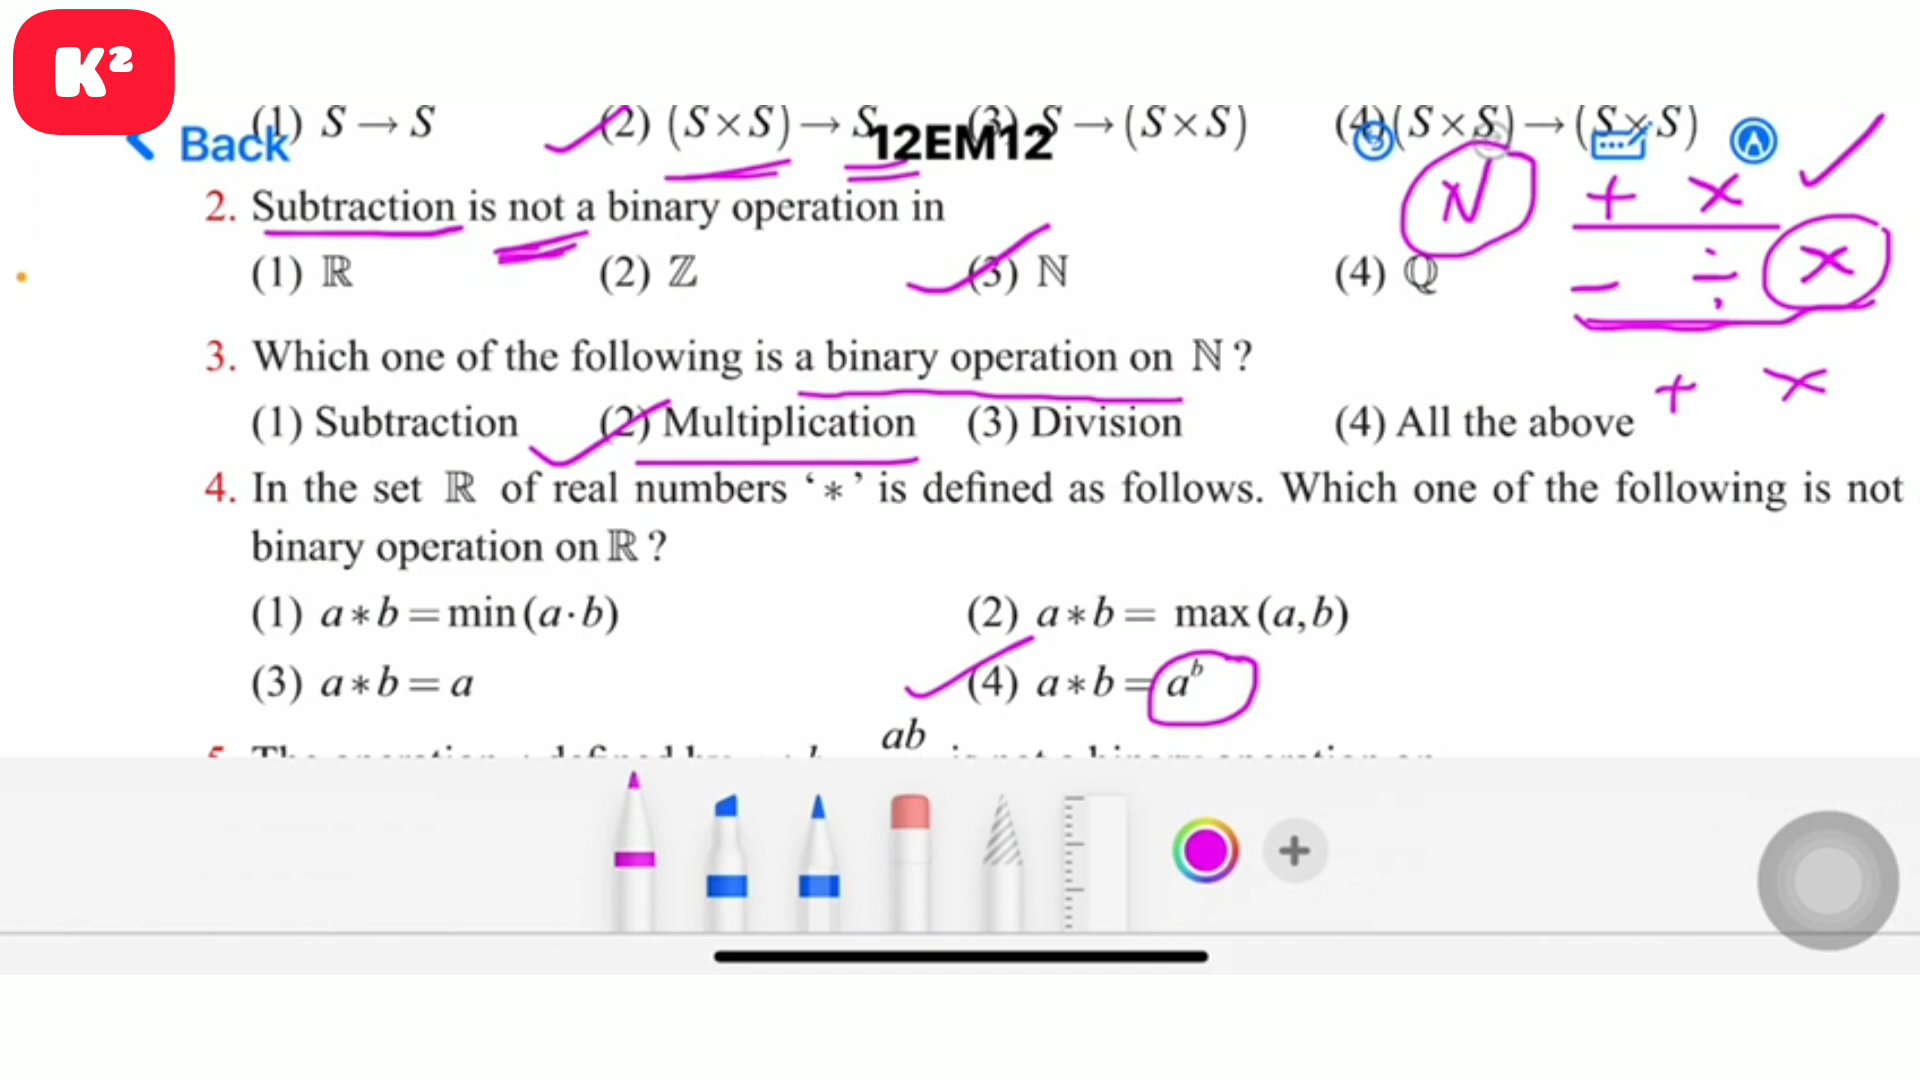 K²
(1) S → S (2) (S×S) → S (3) S → (S×S) (4) (S×S) → (S×S)
Back 12EM12
N + × ✓
2. Subtraction is not a binary operation in
(1) ℝ (2) ℤ (3) ℕ (4) ℚ
− ÷ ×
3. Which one of the following is a binary operation on ℕ?
+ ×
(1) Subtraction (2) Multiplication (3) Division (4) All the above
4. In the set ℝ of real numbers ‘*’ is defined as follows. Which one of the following is not
binary operation on ℝ?
(1) a*b = min(a·b) (2) a*b = max(a,b)
(3) a*b = a (4) a*b = aᵇ
ab